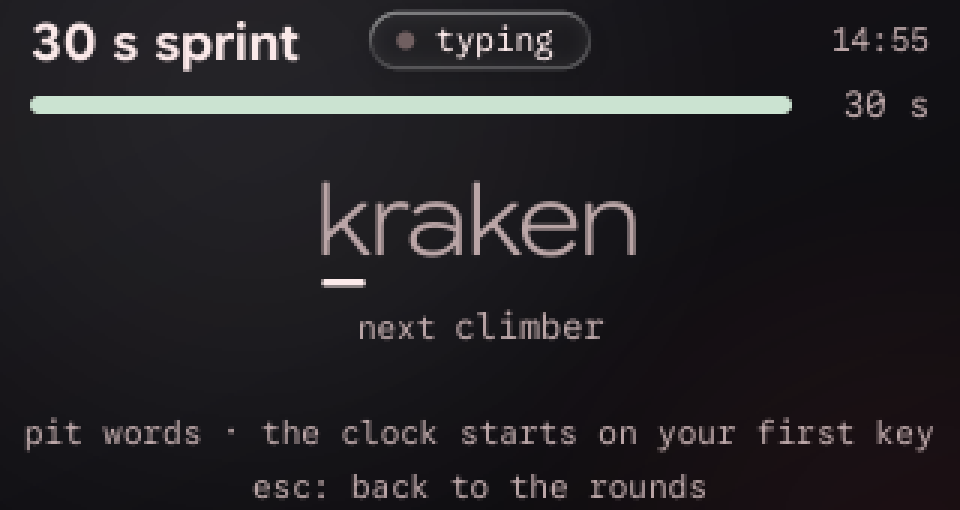 30 s sprint typing 14:55
30 s
kraken
next climber
pit words · the clock starts on your first key
esc: back to the rounds